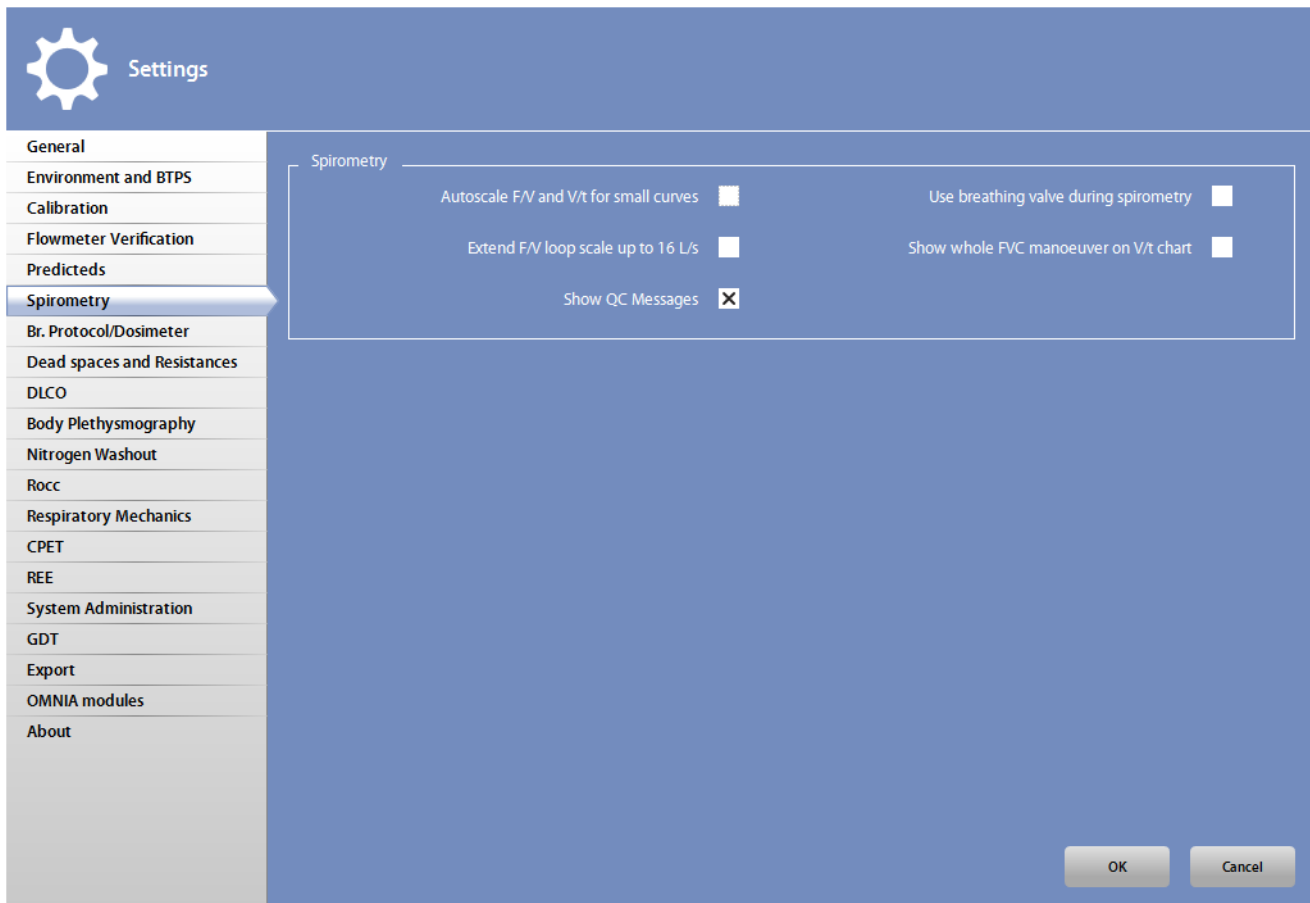 Settings
General
Environment and BTPS
Calibration
Flowmeter Verification
Predicteds
Spirometry
Br. Protocol/Dosimeter
Dead spaces and Resistances
DLCO
Body Plethysmography
Nitrogen Washout
Rocc
Respiratory Mechanics
CPET
REE
System Administration
GDT
Export
OMNIA modules
About
Spirometry
Autoscale F/V and V/t for small curves
Use breathing valve during spirometry
Extend F/V loop scale up to 16 L/s
Show whole FVC manoeuver on V/t chart
Show QC Messages
OK
Cancel